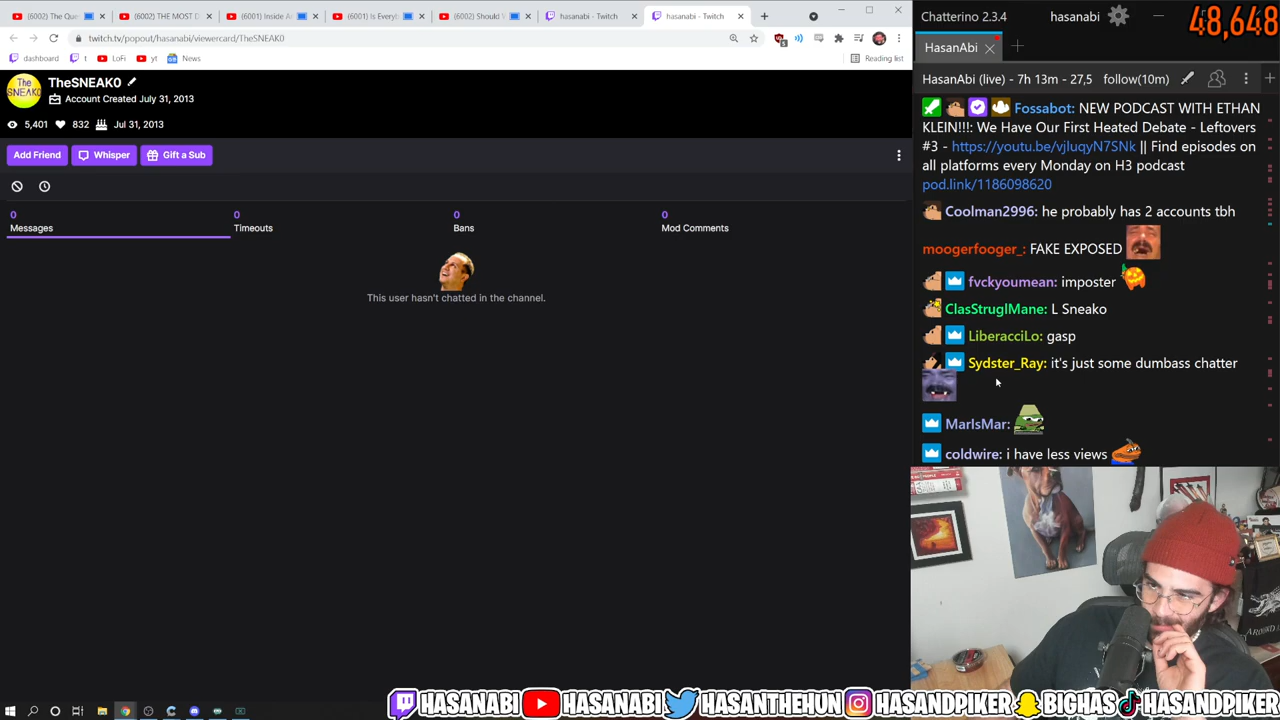 (6002) The Que
(6002) THE MOST D
(6001) Inside Ar
(6001) Is Everyt
(6002) Should V
hasanabi - Twitch
hasanabi - Twitch
twitch.tv/popout/hasanabi/viewercard/TheSNEAK0
dashboard
t
LoFi
yt
News
Reading list
The
SNEAK0
TheSNEAK0
Account Created July 31, 2013
5,401 832 Jul 31, 2013
Add Friend
Whisper
Gift a Sub
0
Messages
0
Timeouts
0
Bans
0
Mod Comments
This user hasn't chatted in the channel.
Chatterino 2.3.4
hasanabi
48,648
HasanAbi
HasanAbi (live) - 7h 13m - 27,5
follow(10m)
Fossabot: NEW PODCAST WITH ETHAN
KLEIN!!!: We Have Our First Heated Debate - Leftovers
#3 - https://youtu.be/vjluqyN7SNk || Find episodes on
all platforms every Monday on H3 podcast
pod.link/1186098620
Coolman2996: he probably has 2 accounts tbh
moogerfooger_: FAKE EXPOSED
fvckyoumean: imposter
ClasStruglMane: L Sneako
LiberacciLo: gasp
Sydster_Ray: it's just some dumbass chatter
MarIsMar:
coldwire: i have less views
HASANABI HASANABI HASANTHEHUN HASANDPIKER BIGHAS HASANDPIKER